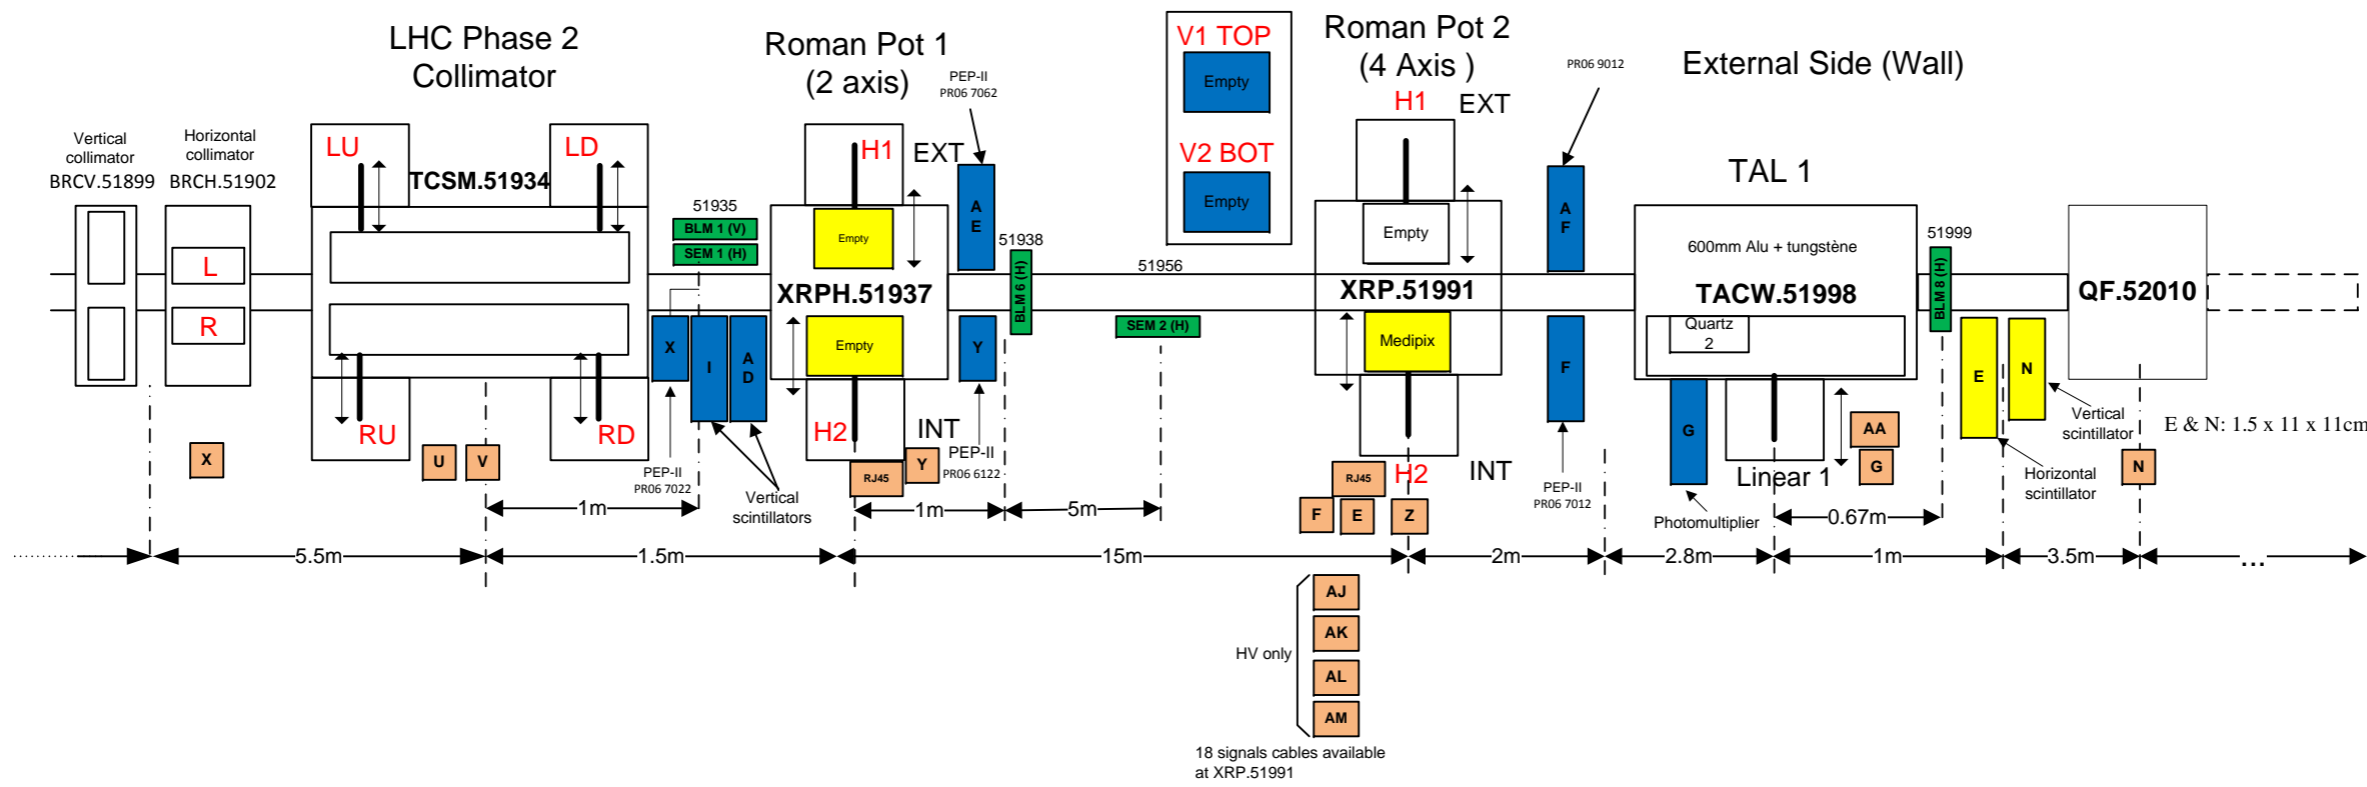 LHC Phase 2
Collimator
Roman Pot 1
(2 axis)
PEP-II
PR06 7062
V1 TOP
Empty
V2 BOT
Empty
Roman Pot 2
(4 Axis )
H1
EXT
PR06 9012
External Side (Wall)
Vertical
collimator
BRCV.51899
Horizontal
collimator
BRCH.51902
LU
LD
TCSM.51934
L
R
RU
RD
51935
BLM 1 (V)
SEM 1 (H)
H1
EXT
Empty
XRPH.51937
Empty
H2
INT
A
E
51938
BLM 6 (H)
51956
SEM 2 (H)
Empty
XRP.51991
Medipix
H2
INT
A
F
TAL 1
600mm Alu + tungstène
TACW.51998
Quartz
2
51999
BLM 8 (H)
QF.52010
X
I
A
D
Y
F
G
E
N
Vertical
scintillator
E & N: 1.5 x 11 x 11cm
Horizontal
scintillator
X
U
V
PEP-II
PR06 7022
Vertical
scintillators
RJ45
Y
PEP-II
PR06 6122
RJ45
F
E
Z
PEP-II
PR06 7012
Photomultiplier
Linear 1
AA
G
N
1m
1m
5m
0.67m
5.5m
1.5m
15m
2m
2.8m
1m
3.5m
...
HV only
AJ
AK
AL
AM
18 signals cables available
at XRP.51991